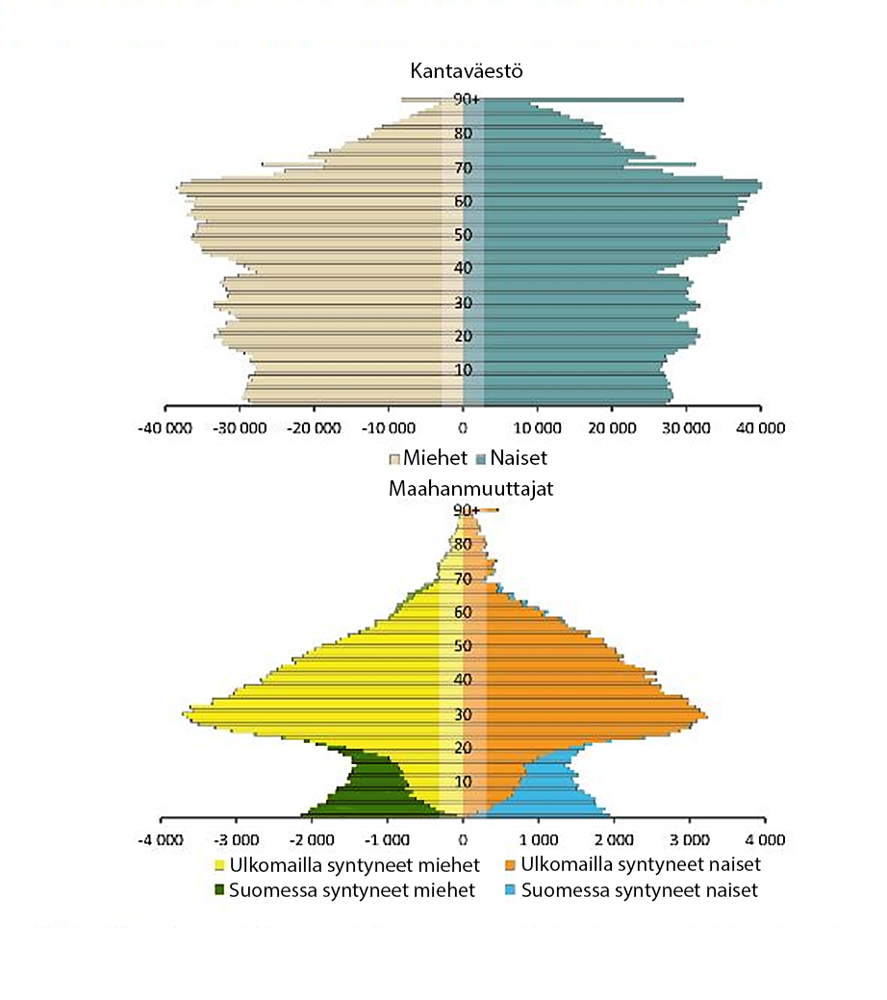 Kantaväestö
90+
80
70
60
50
40
30
20
10
-40 000 -30 000 -20 000 -10 000 0 10 000 20 000 30 000 40 000
Miehet Naiset
Maahanmuuttajat
90+
80
70
60
50
40
30
20
10
-4 000 -3 000 -2 000 -1 000 0 1 000 2 000 3 000 4 000
Ulkomailla syntyneet miehet Ulkomailla syntyneet naiset
Suomessa syntyneet miehet Suomessa syntyneet naiset